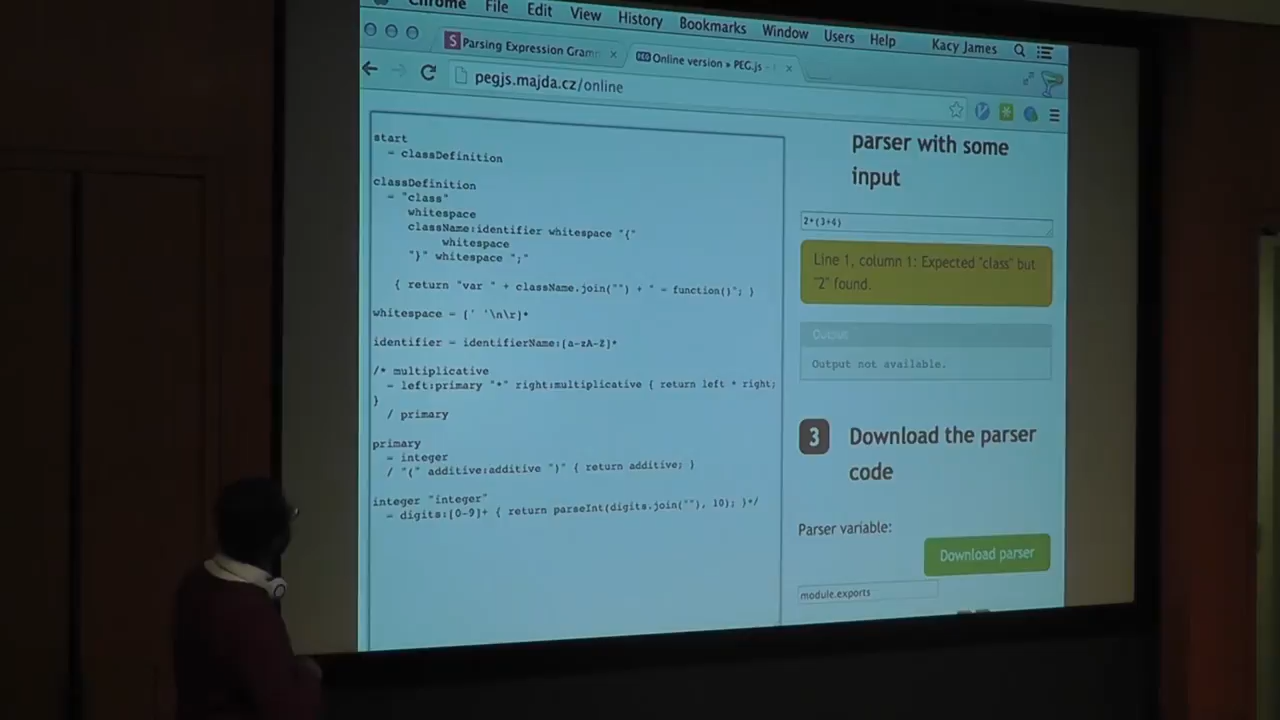 Chrome File Edit View History Bookmarks Window Users Help Kacy James
S Parsing Expression Gram × Online version » PEG.js - ×
pegjs.majda.cz/online
start
= classDefinition
classDefinition
= "class"
whitespace
className:identifier whitespace "{"
whitespace
"}" whitespace ";"
{ return "var " + className.join("") + " = function()"; }
whitespace = [' '\n\r]*
identifier = identifierName:[a-zA-Z]*
/* multiplicative
= left:primary "*" right:multiplicative { return left * right;
}
/ primary
primary
= integer
/ "(" additive:additive ")" { return additive; }
integer "integer"
= digits:[0-9]+ { return parseInt(digits.join(""), 10); }*/
parser with some
input
2*(3+4)
Line 1, column 1: Expected "class" but
"2" found.
Output
Output not available.
3 Download the parser
code
Parser variable:
Download parser
module.exports